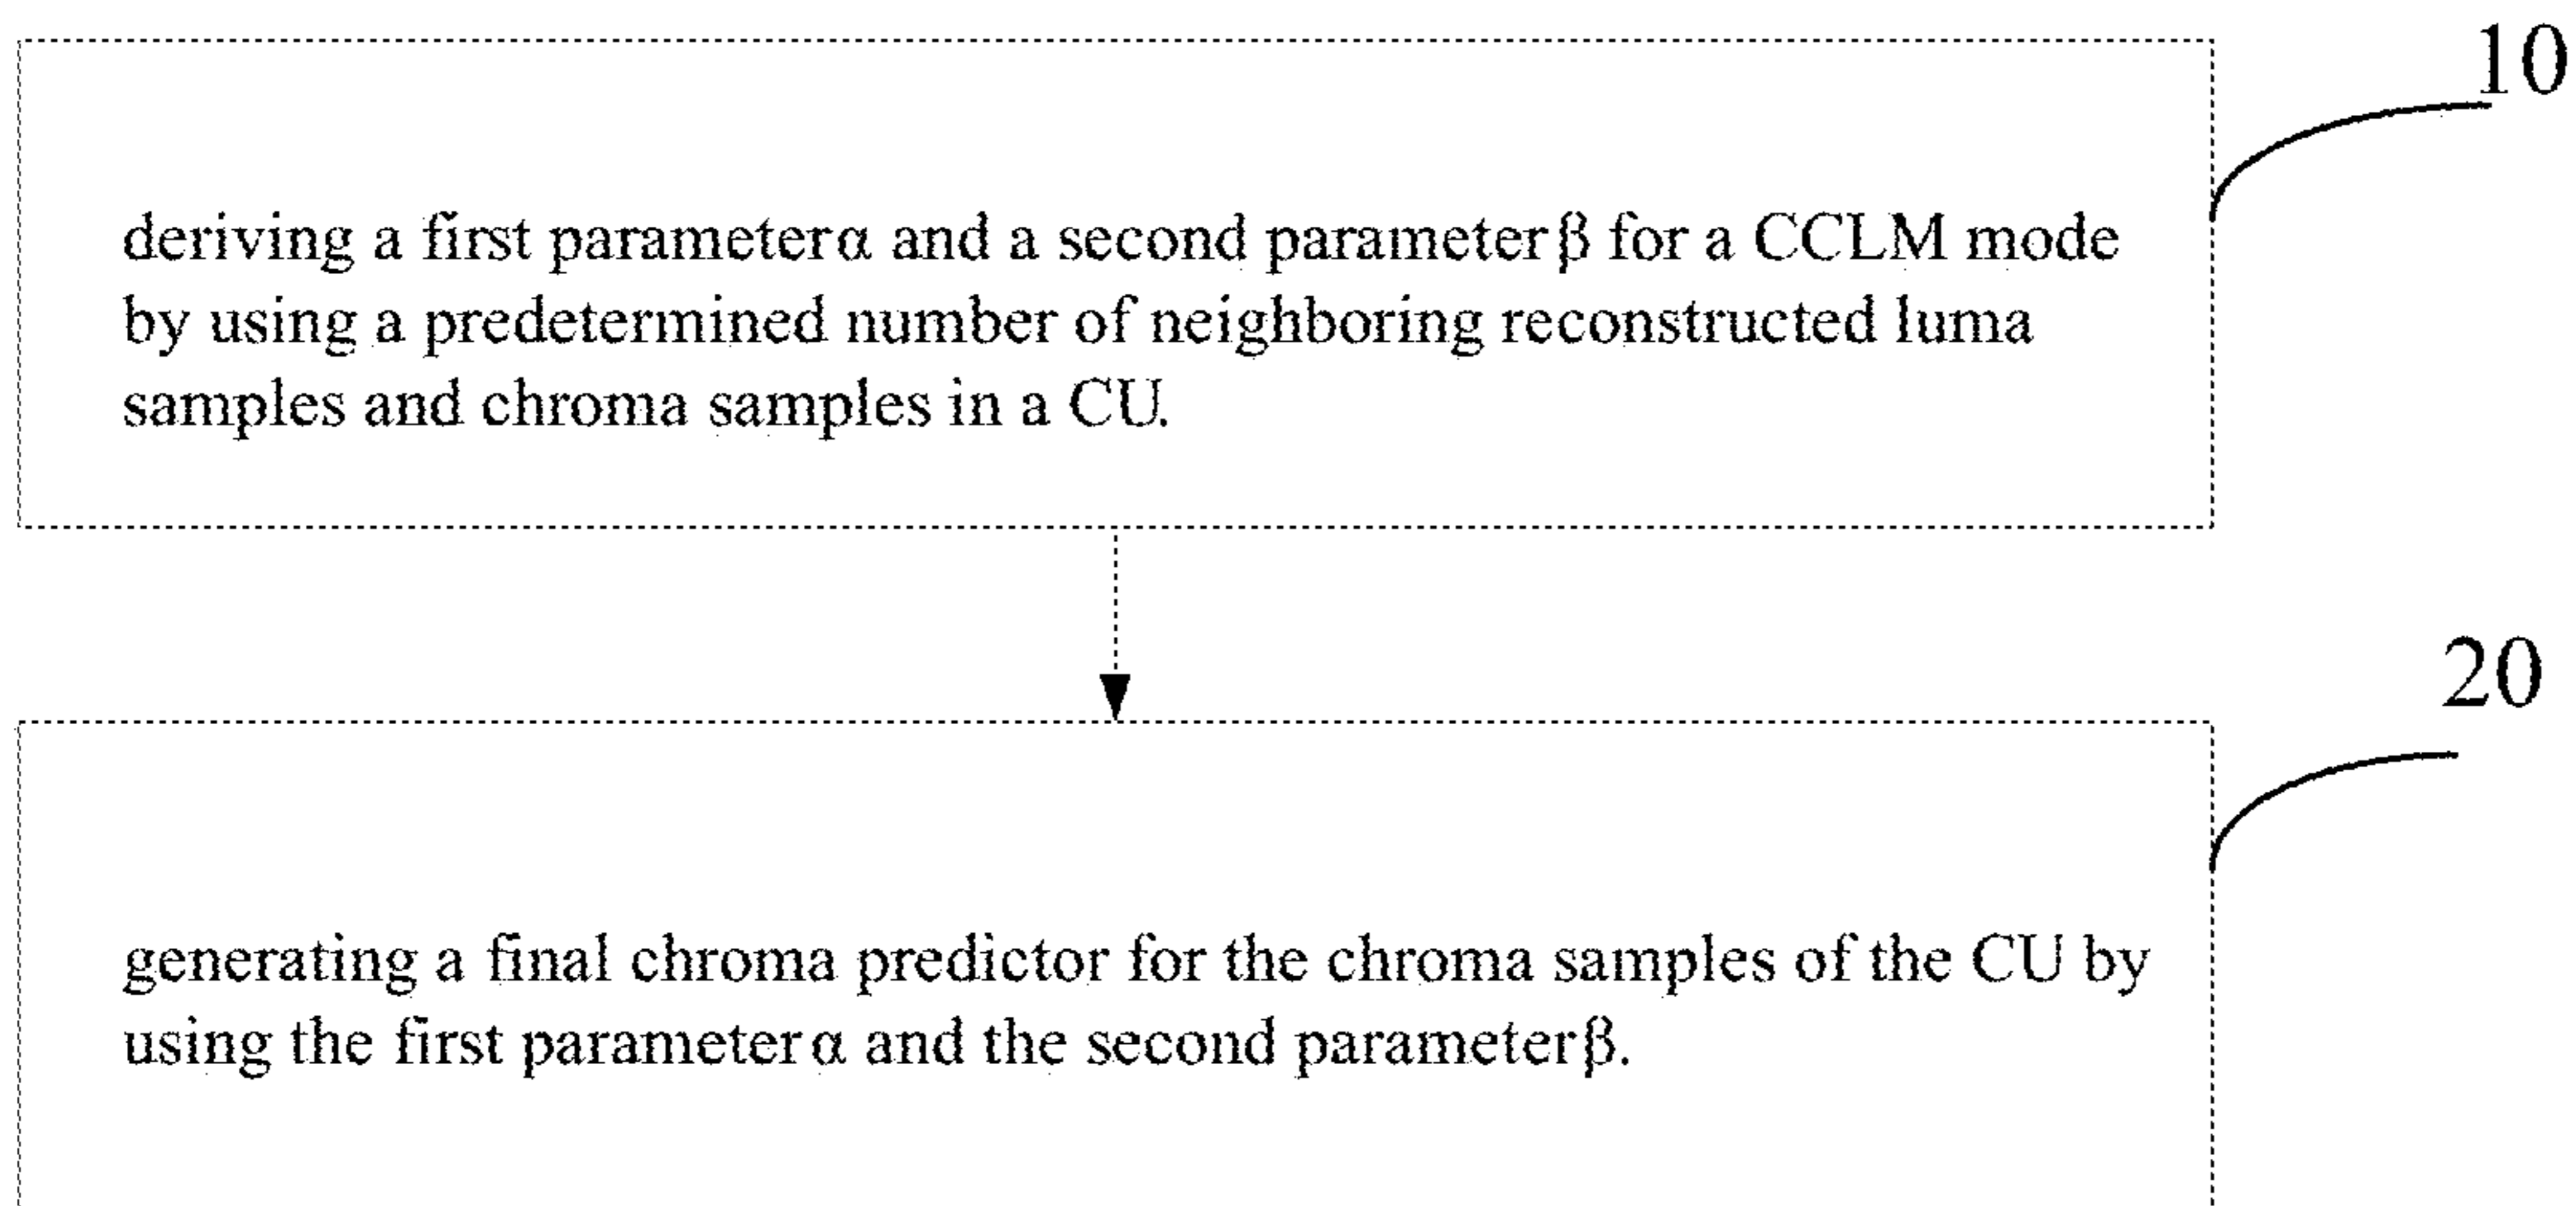 10
deriving a first parameter α and a second parameter β for a CCLM mode
by using a predetermined number of neighboring reconstructed luma
samples and chroma samples in a CU.
20
generating a final chroma predictor for the chroma samples of the CU by
using the first parameter α and the second parameter β.